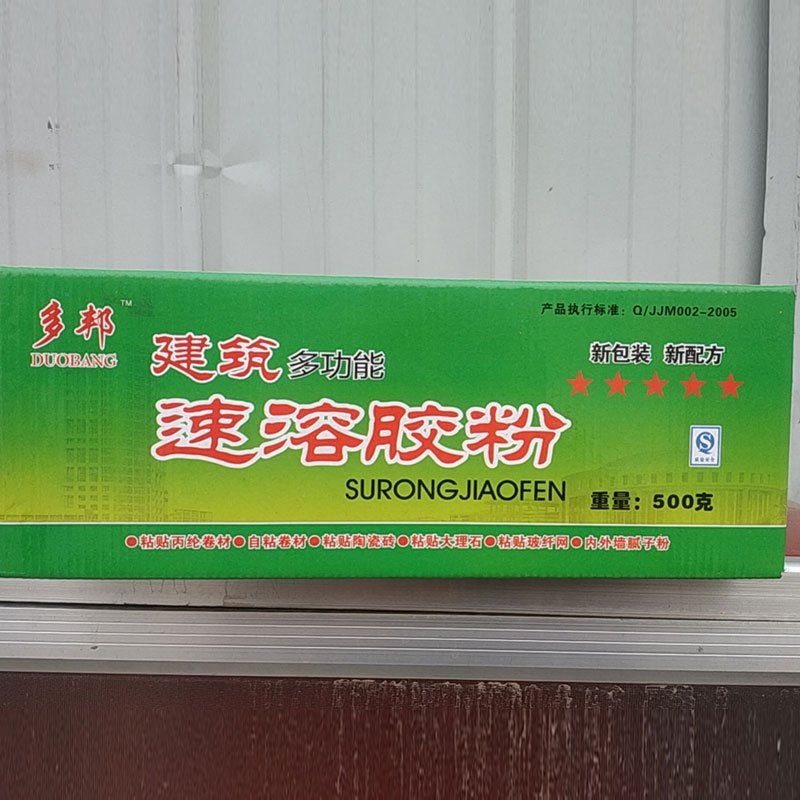 多邦
TM
DUOBANG
产品执行标准：Q/JJM002-2005
建筑 多功能
速溶胶粉
SURONGJIAOFEN
新包装 新配方
重量：500克
●粘贴丙纶卷材●自粘卷材●粘贴陶瓷砖●粘贴大理石●粘贴玻纤网●内外墙腻子粉